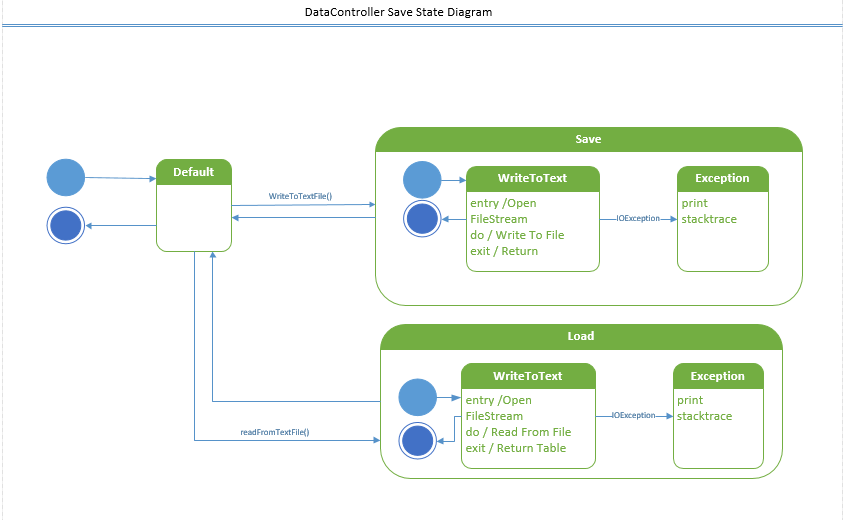 DataController Save State Diagram
Save
Default
WriteToText
Exception
WriteToTextFile()
entry /Open
FileStream
do / Write To File
exit / Return
IOException
print
stacktrace
Load
WriteToText
Exception
entry /Open
FileStream
do / Read From File
exit / Return Table
IOException
print
stacktrace
readFromTextFile()